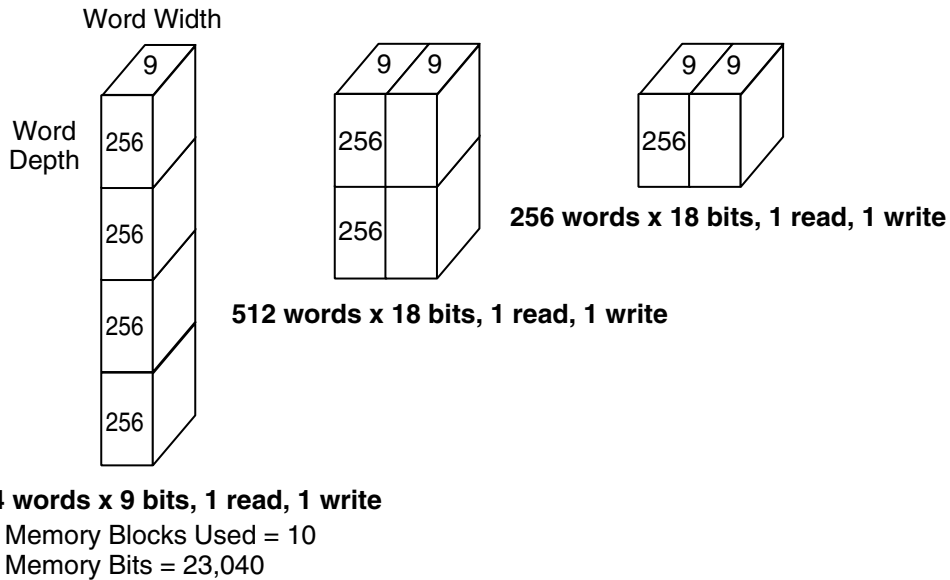 Word Width
9
9 9
9 9
Word
Depth
256
256
256
256
256
256
256
256 words x 18 bits, 1 read, 1 write
512 words x 18 bits, 1 read, 1 write
4 words x 9 bits, 1 read, 1 write
Memory Blocks Used = 10
Memory Bits = 23,040